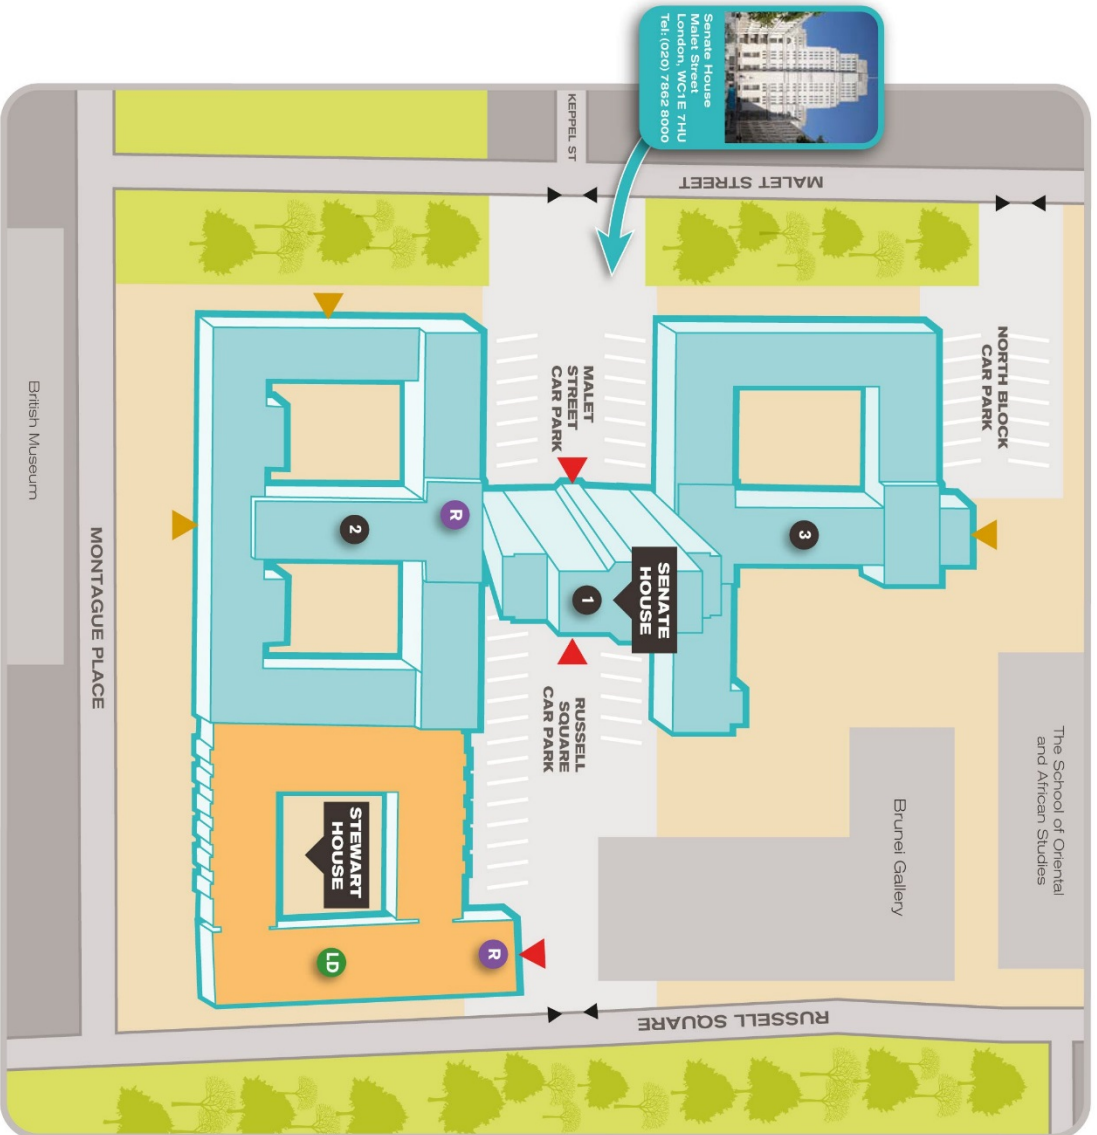 Senate House
Malet Street
London, WC1E 7HU
Tel: (020) 7862 8000
KEPPEL ST
MALET STREET
NORTH BLOCK
CAR PARK
MALET
STREET
CAR PARK
British Museum
MONTAGUE PLACE
2
R
3
1
SENATE
HOUSE
RUSSELL
SQUARE
CAR PARK
The School of Oriental
and African Studies
Brunei Gallery
STEWART
HOUSE
LD
R
RUSSELL SQUARE